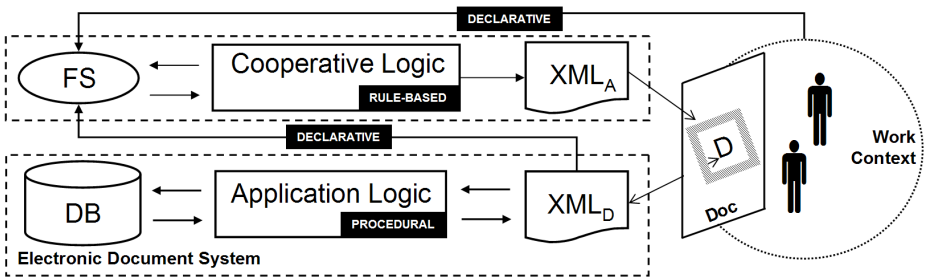 DECLARATIVE
FS
Cooperative Logic
RULE-BASED
XMLA
DECLARATIVE
D
Doc
Work
Context
DB
Application Logic
PROCEDURAL
XMLD
Electronic Document System